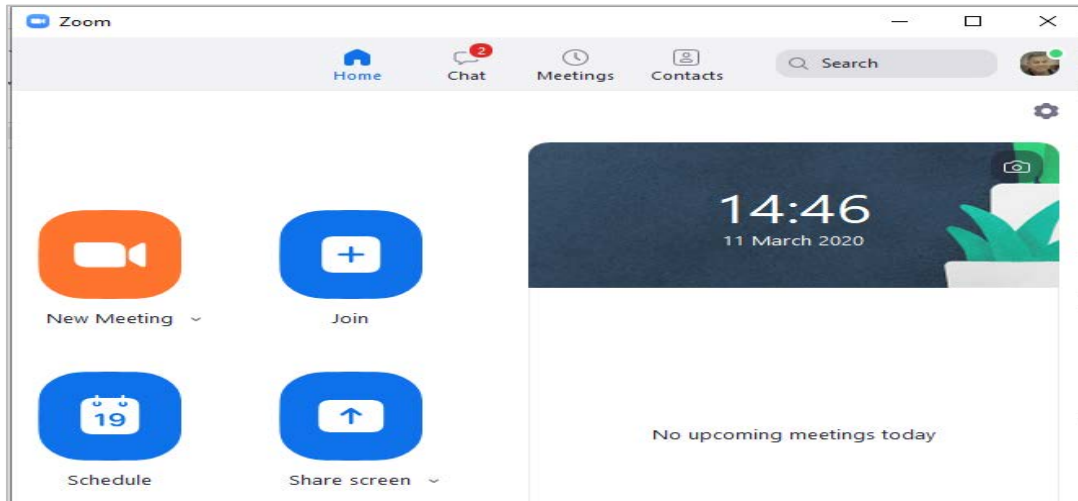 Zoom
2
Home Chat Meetings Contacts Search
14:46
11 March 2020
New Meeting Join
19
Schedule Share screen
No upcoming meetings today